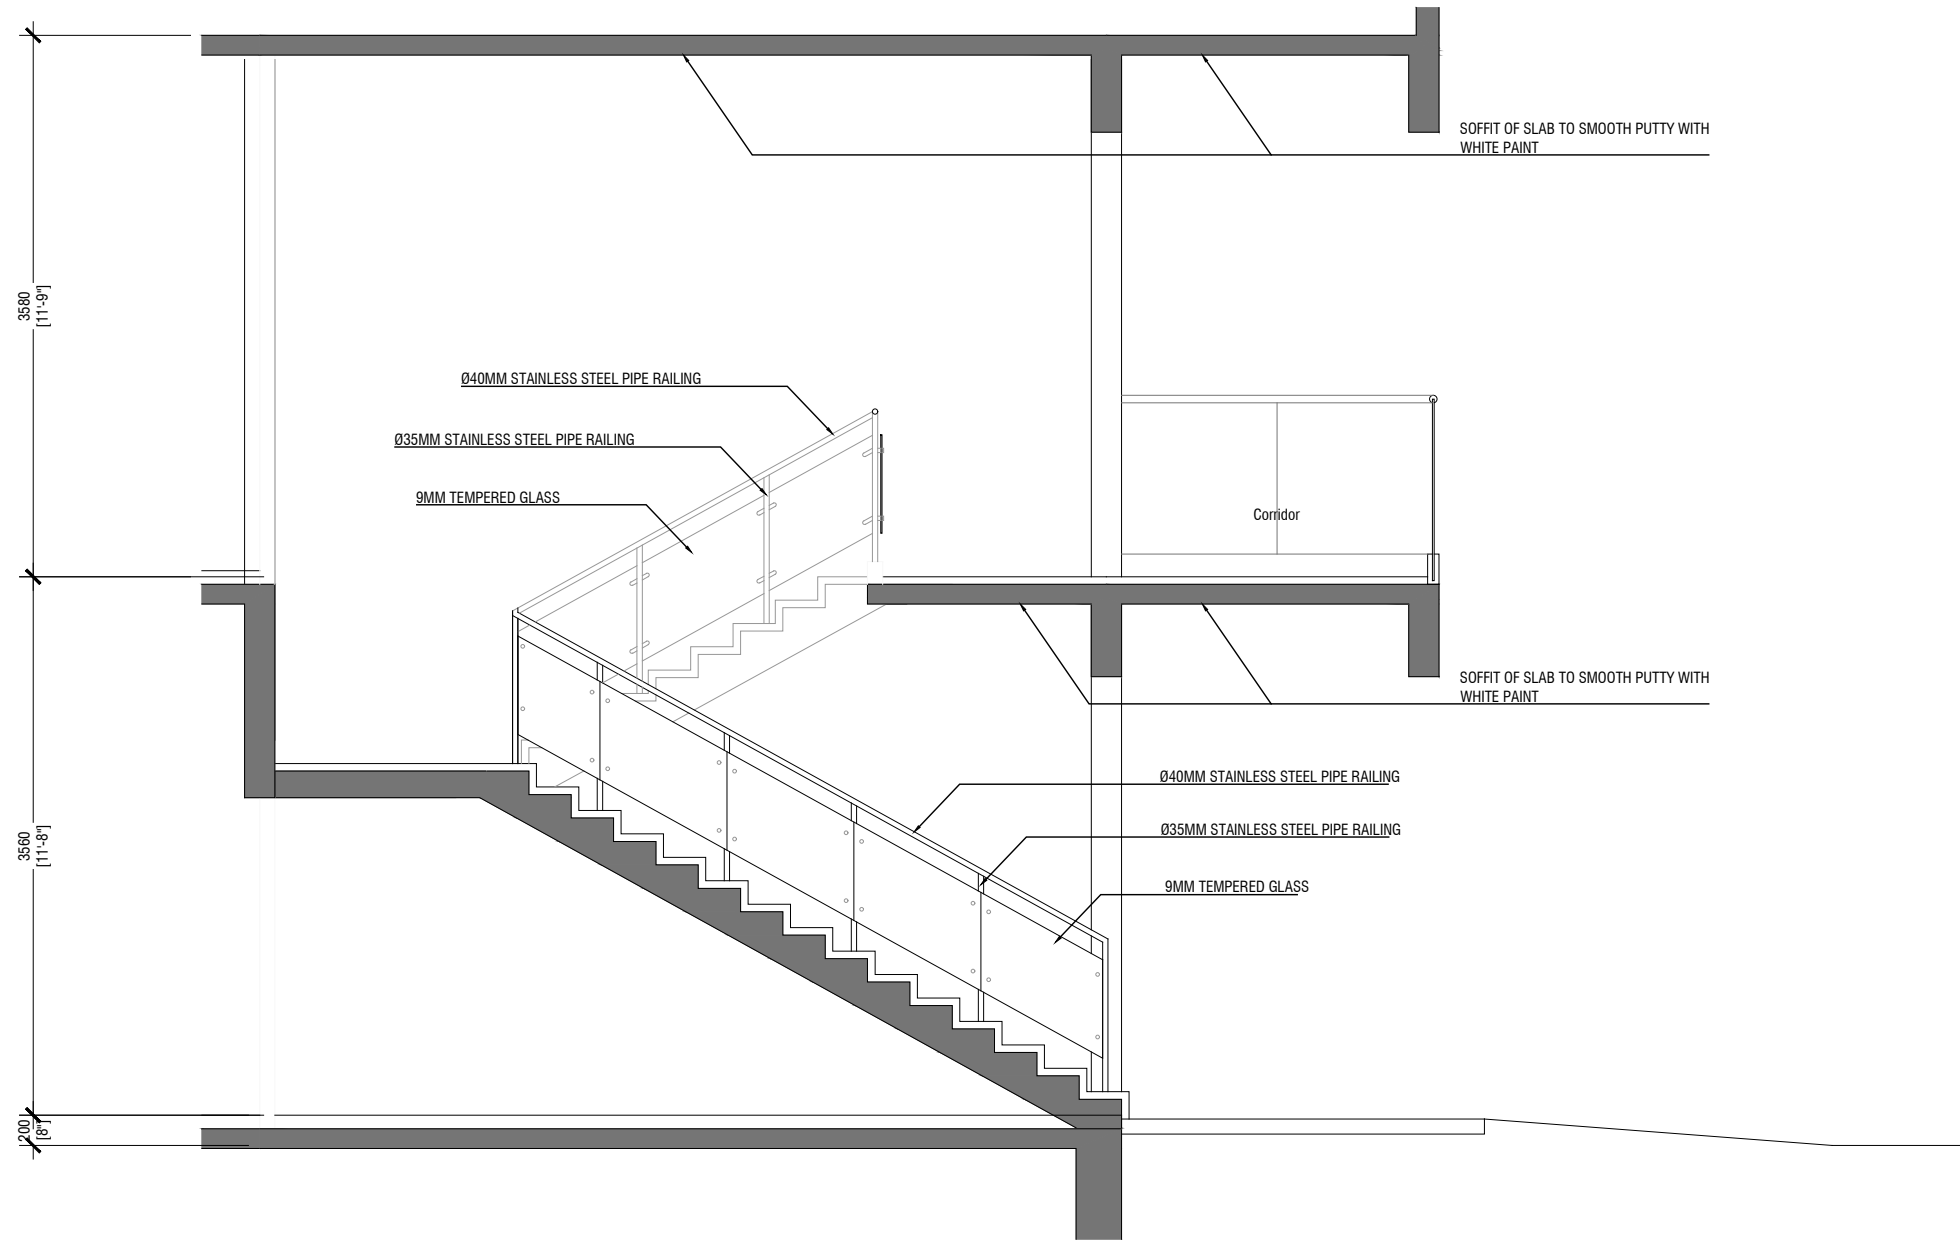 SOFFIT OF SLAB TO SMOOTH PUTTY WITH
WHITE PAINT
3580
[11'-9"]
Ø40MM STAINLESS STEEL PIPE RAILING
Ø35MM STAINLESS STEEL PIPE RAILING
9MM TEMPERED GLASS
Corridor
SOFFIT OF SLAB TO SMOOTH PUTTY WITH
WHITE PAINT
Ø40MM STAINLESS STEEL PIPE RAILING
Ø35MM STAINLESS STEEL PIPE RAILING
9MM TEMPERED GLASS
3560
[11'-8"]
200
[8"]